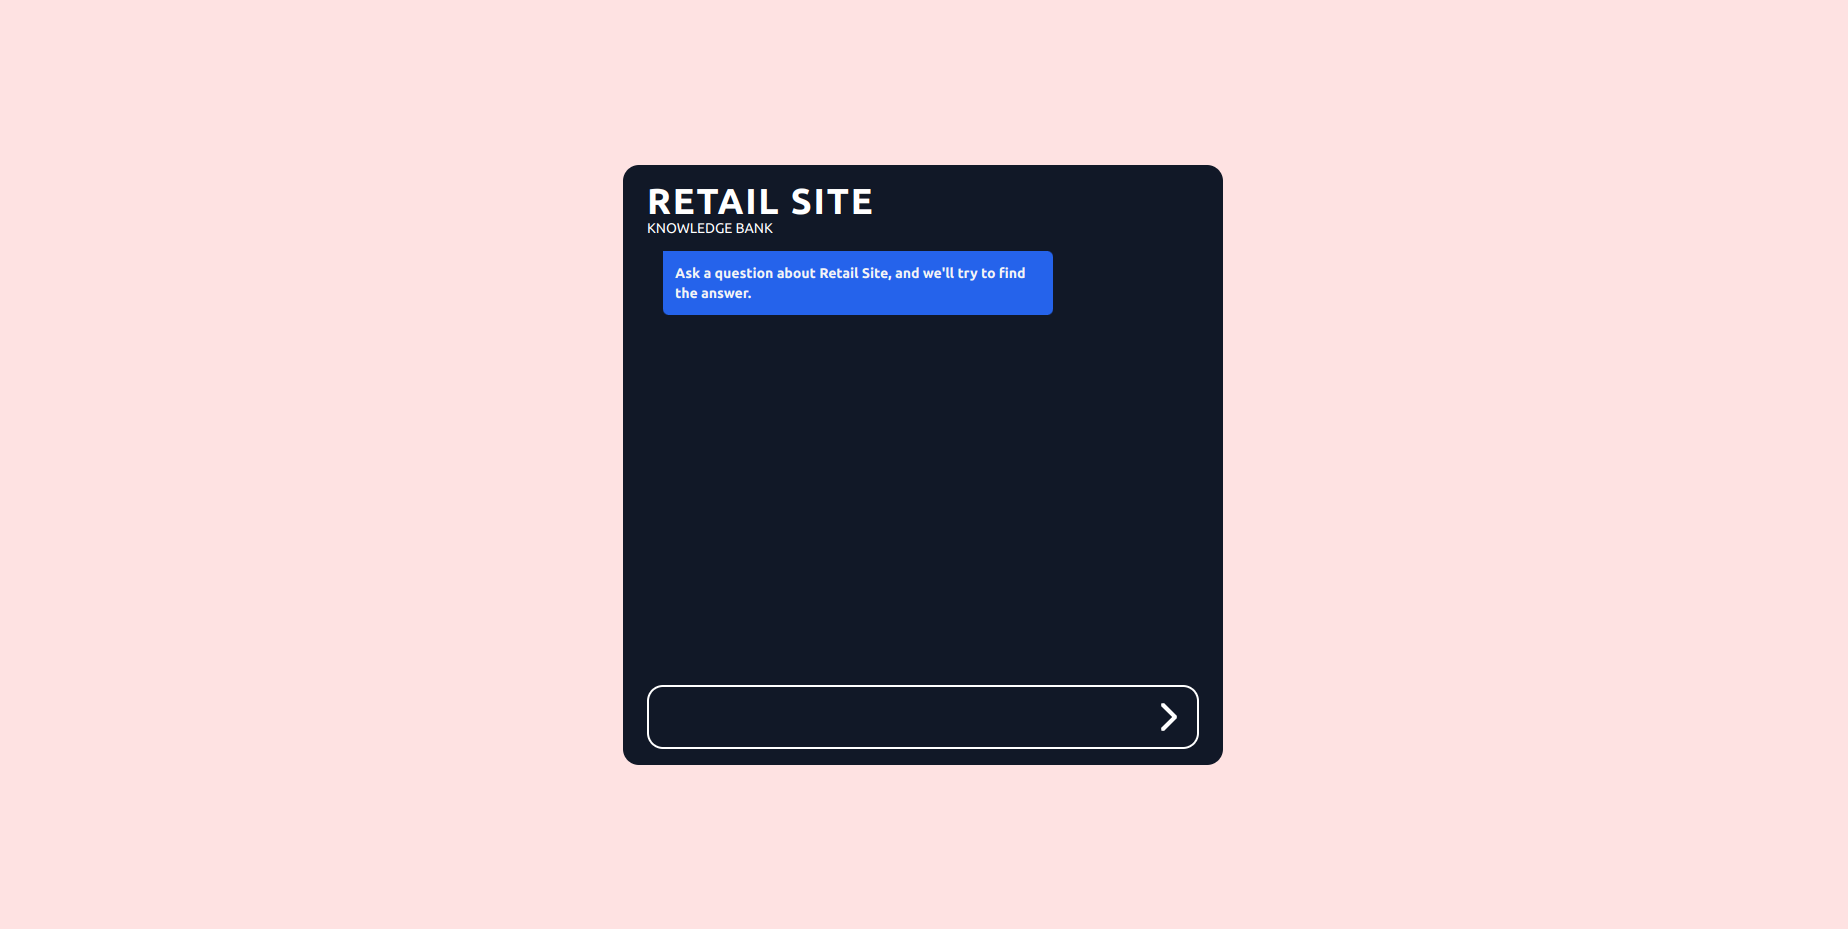 RETAIL SITE
KNOWLEDGE BANK
Ask a question about Retail Site, and we'll try to find
the answer.